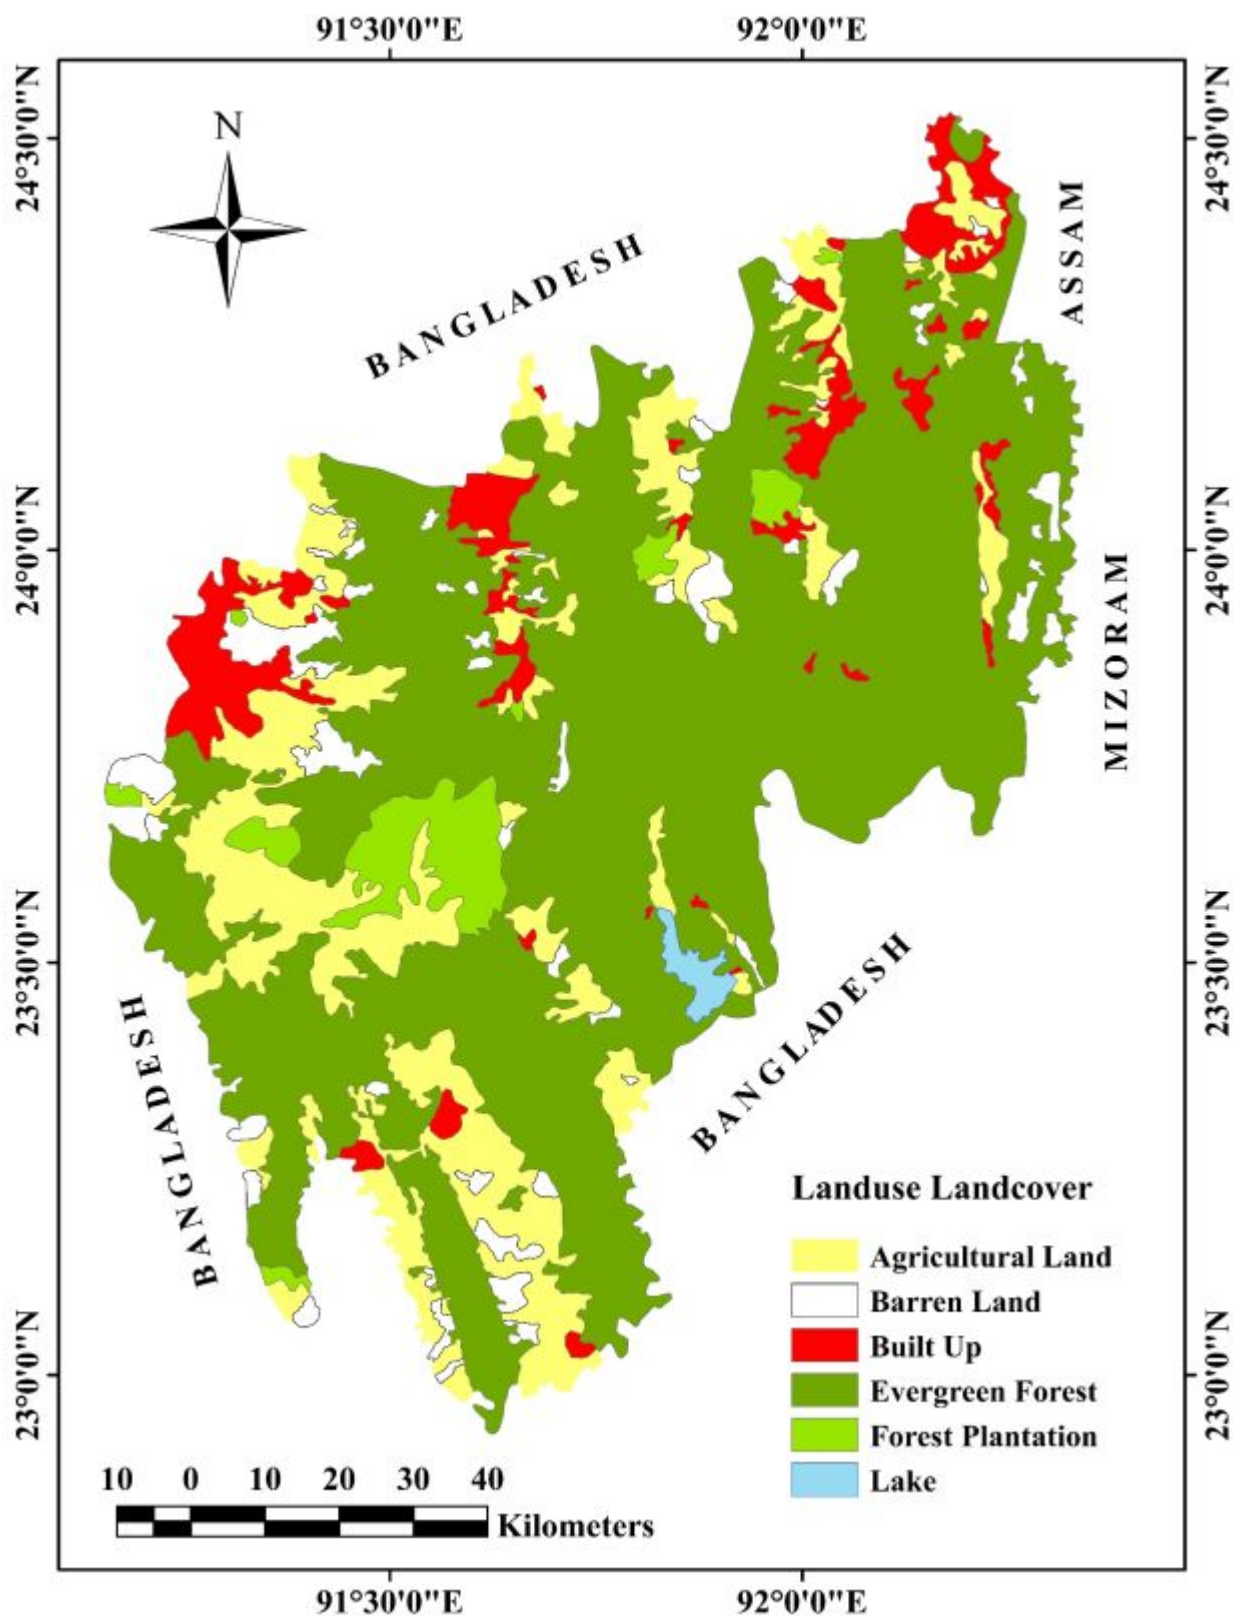 91°30'0"E
92°0'0"E
24°30'0"N
24°30'0"N
N
ASSAM
BANGLADESH
24°0'0"N
24°0'0"N
MIZORAM
23°30'0"N
23°30'0"N
BANGLADESH
BANGLADESH
Landuse Landcover
Agricultural Land
Barren Land
Built Up
Evergreen Forest
Forest Plantation
Lake
23°0'0"N
23°0'0"N
10 0 10 20 30 40
Kilometers
91°30'0"E
92°0'0"E